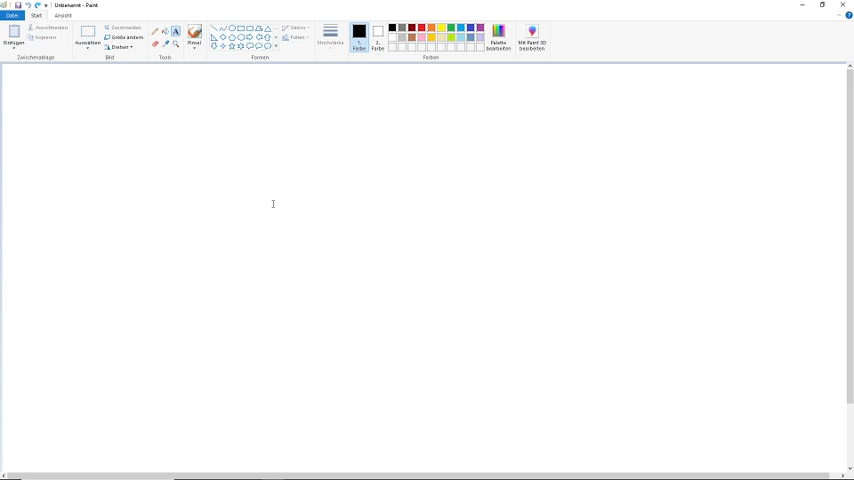 Unbenannt - Paint
Datei Start Ansicht
Einfügen
Ausschneiden
Kopieren
Zwischenablage
Auswählen
Zuschneiden
Größe ändern
Drehen
Bild
A
Tools
Pinsel
Umriss
Füllen
Formen
Strichstärke
1.
Farbe
2.
Farbe
Palette
bearbeiten
Farben
Mit Paint 3D
bearbeiten